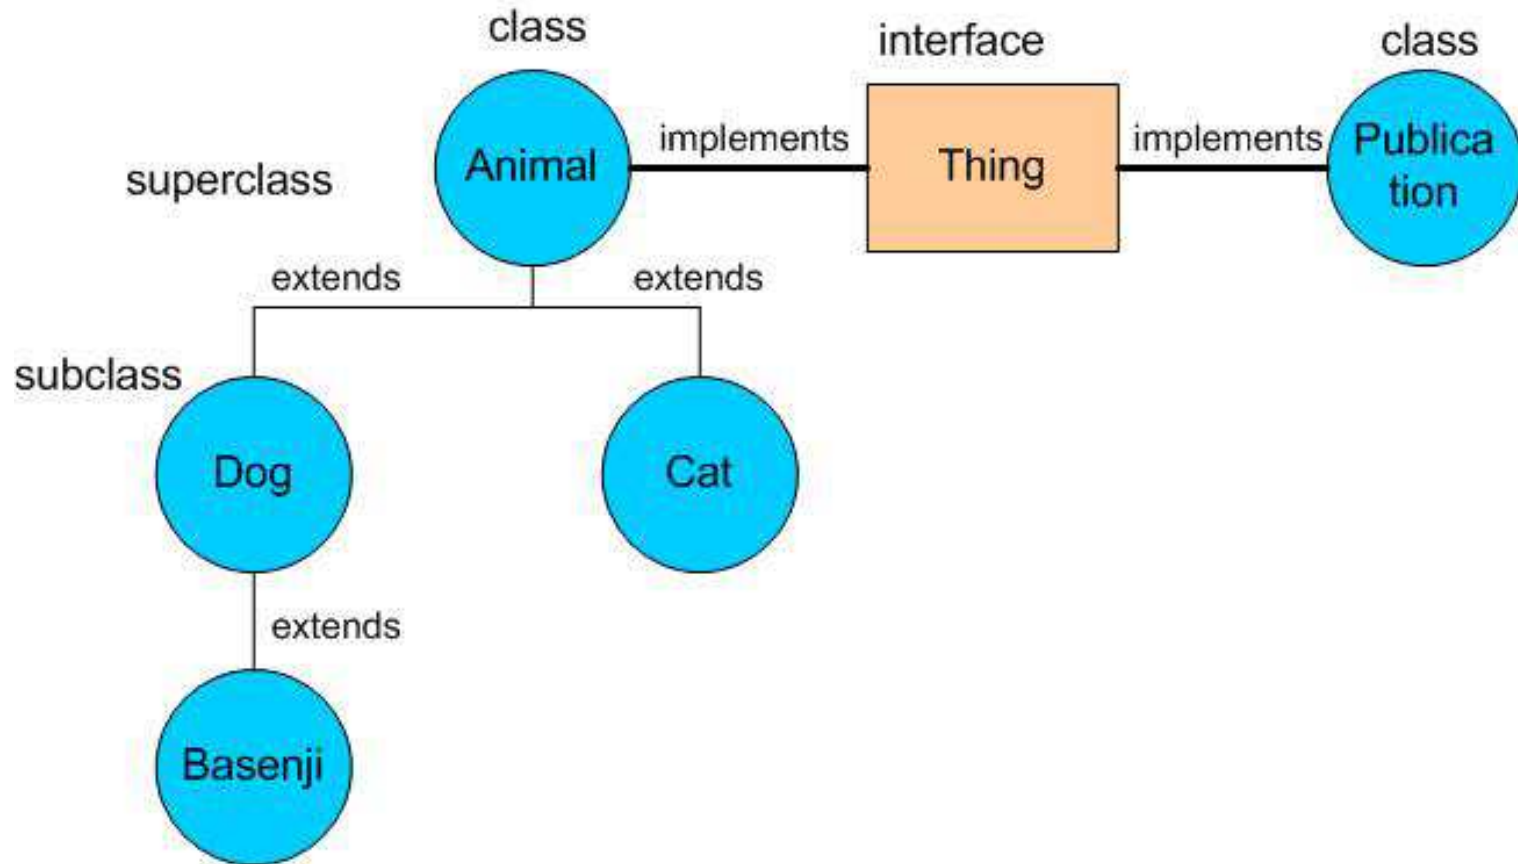 class
interface
class
superclass
Animal
implements
Thing
implements
Publica
tion
extends
extends
subclass
Dog
Cat
extends
Basenji